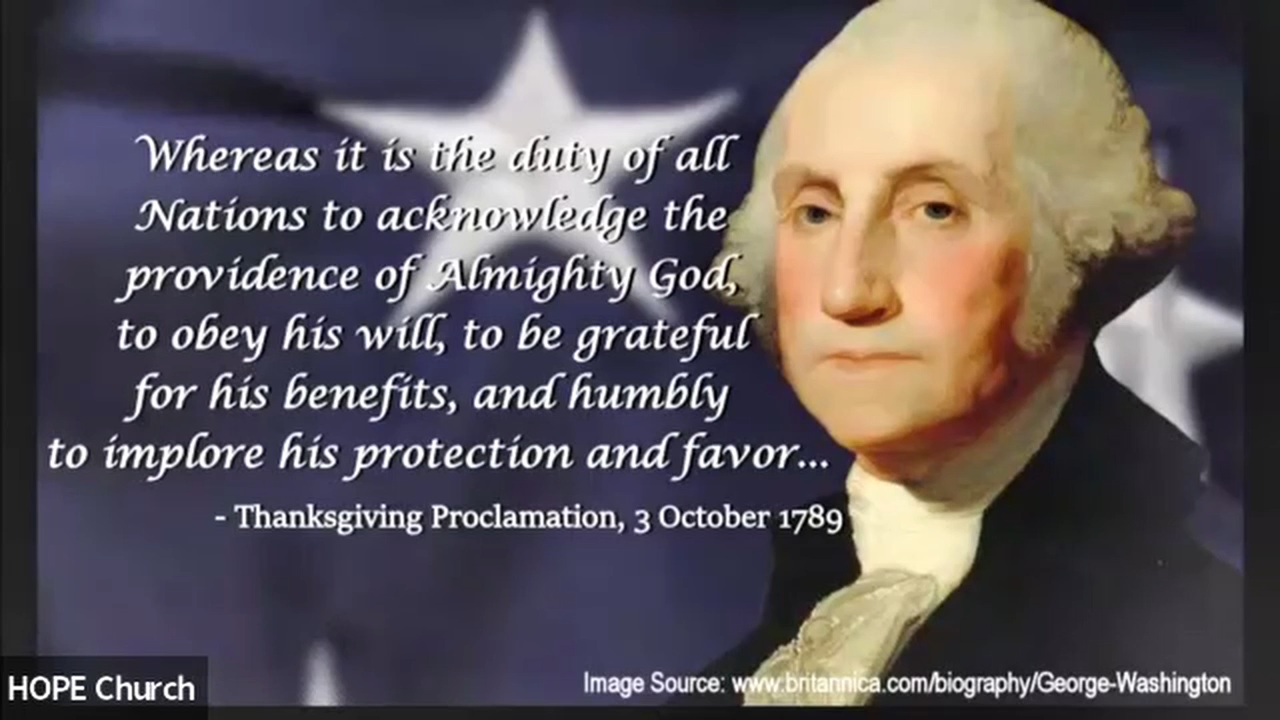 Whereas it is the duty of all
Nations to acknowledge the
providence of Almighty God,
to obey his will, to be grateful
for his benefits, and humbly
to implore his protection and favor...
- Thanksgiving Proclamation, 3 October 1789
HOPE Church
Image Source: www.britannica.com/biography/George-Washington